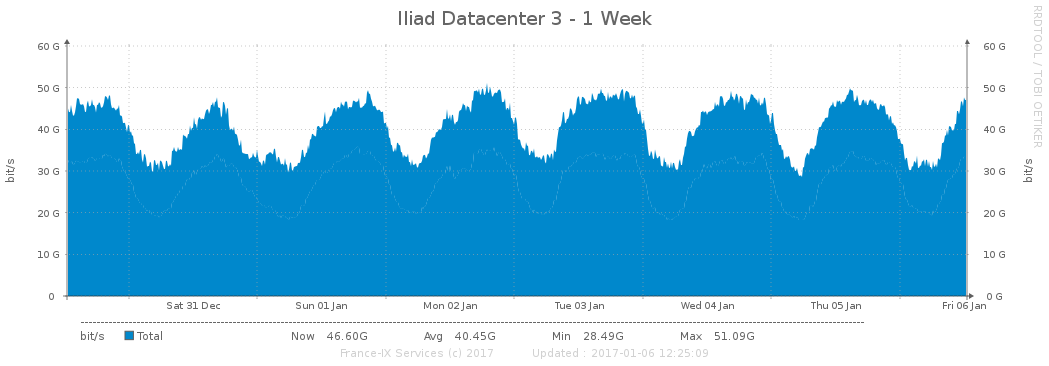 Iliad Datacenter 3 - 1 Week
RRDTOOL / TOBI OETIKER
60 G 60 G
50 G 50 G
40 G 40 G
30 G 30 G
20 G 20 G
10 G 10 G
0 0 G
bit/s bit/s
Sat 31 Dec Sun 01 Jan Mon 02 Jan Tue 03 Jan Wed 04 Jan Thu 05 Jan Fri 06 Jan
bit/s Total Now 46.60G Avg 40.45G Min 28.49G Max 51.09G
France-IX Services (c) 2017 Updated : 2017-01-06 12:25:09